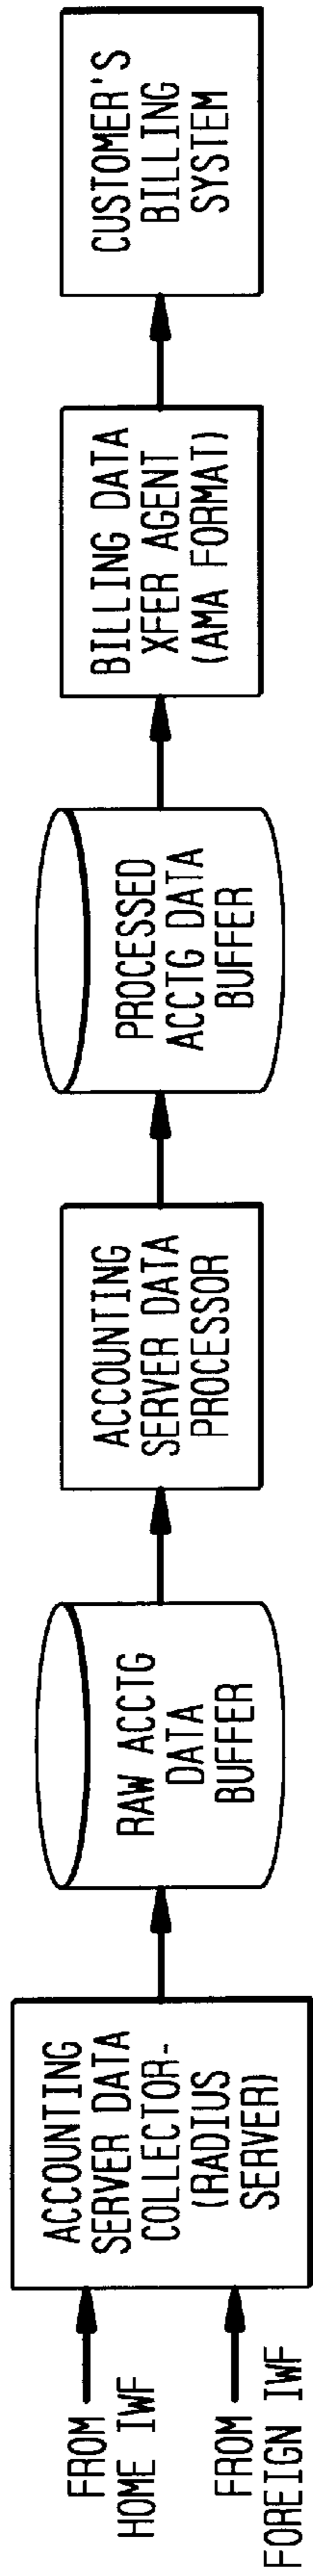 FROM
HOME IWF
FROM
FOREIGN IWF
ACCOUNTING
SERVER DATA
COLLECTOR-
(RADIUS
SERVER)
RAW ACCTG
DATA
BUFFER
ACCOUNTING
SERVER DATA
PROCESSOR
PROCESSED
ACCTG DATA
BUFFER
BILLING DATA
XFER AGENT
(AMA FORMAT)
CUSTOMER'S
BILLING
SYSTEM